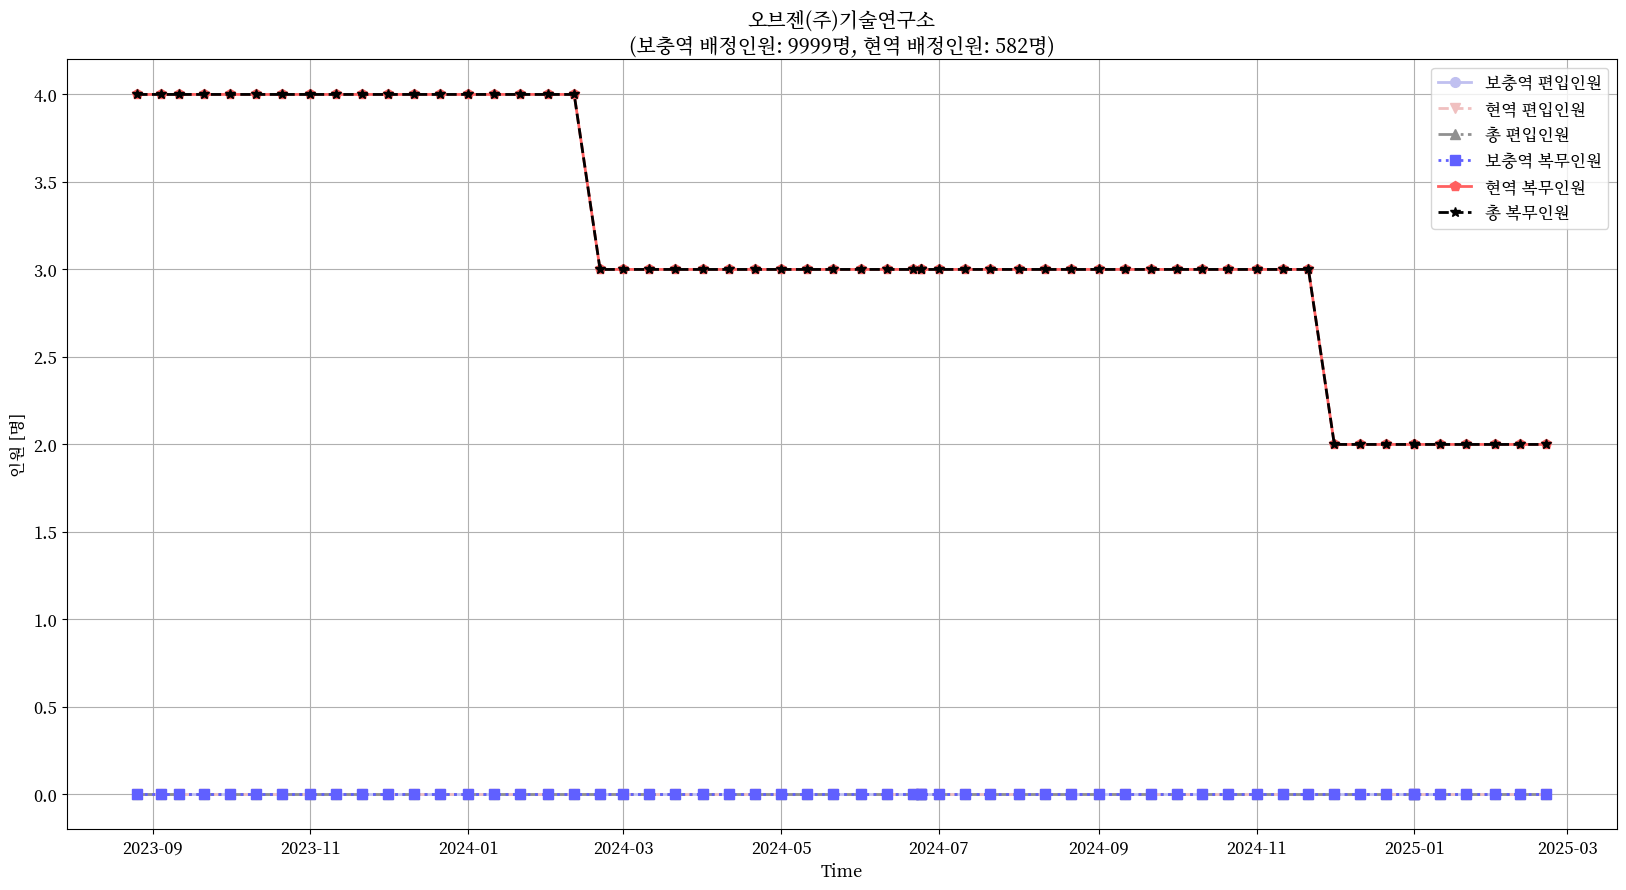 오브젠(주)기술연구소
(보충역 배정인원: 9999명, 현역 배정인원: 582명)
보충역 편입인원
현역 편입인원
총 편입인원
보충역 복무인원
현역 복무인원
총 복무인원
4.0
3.5
3.0
2.5
2.0
1.5
1.0
0.5
0.0
인원 [명]
2023-09
2023-11
2024-01
2024-03
2024-05
2024-07
2024-09
2024-11
2025-01
2025-03
Time